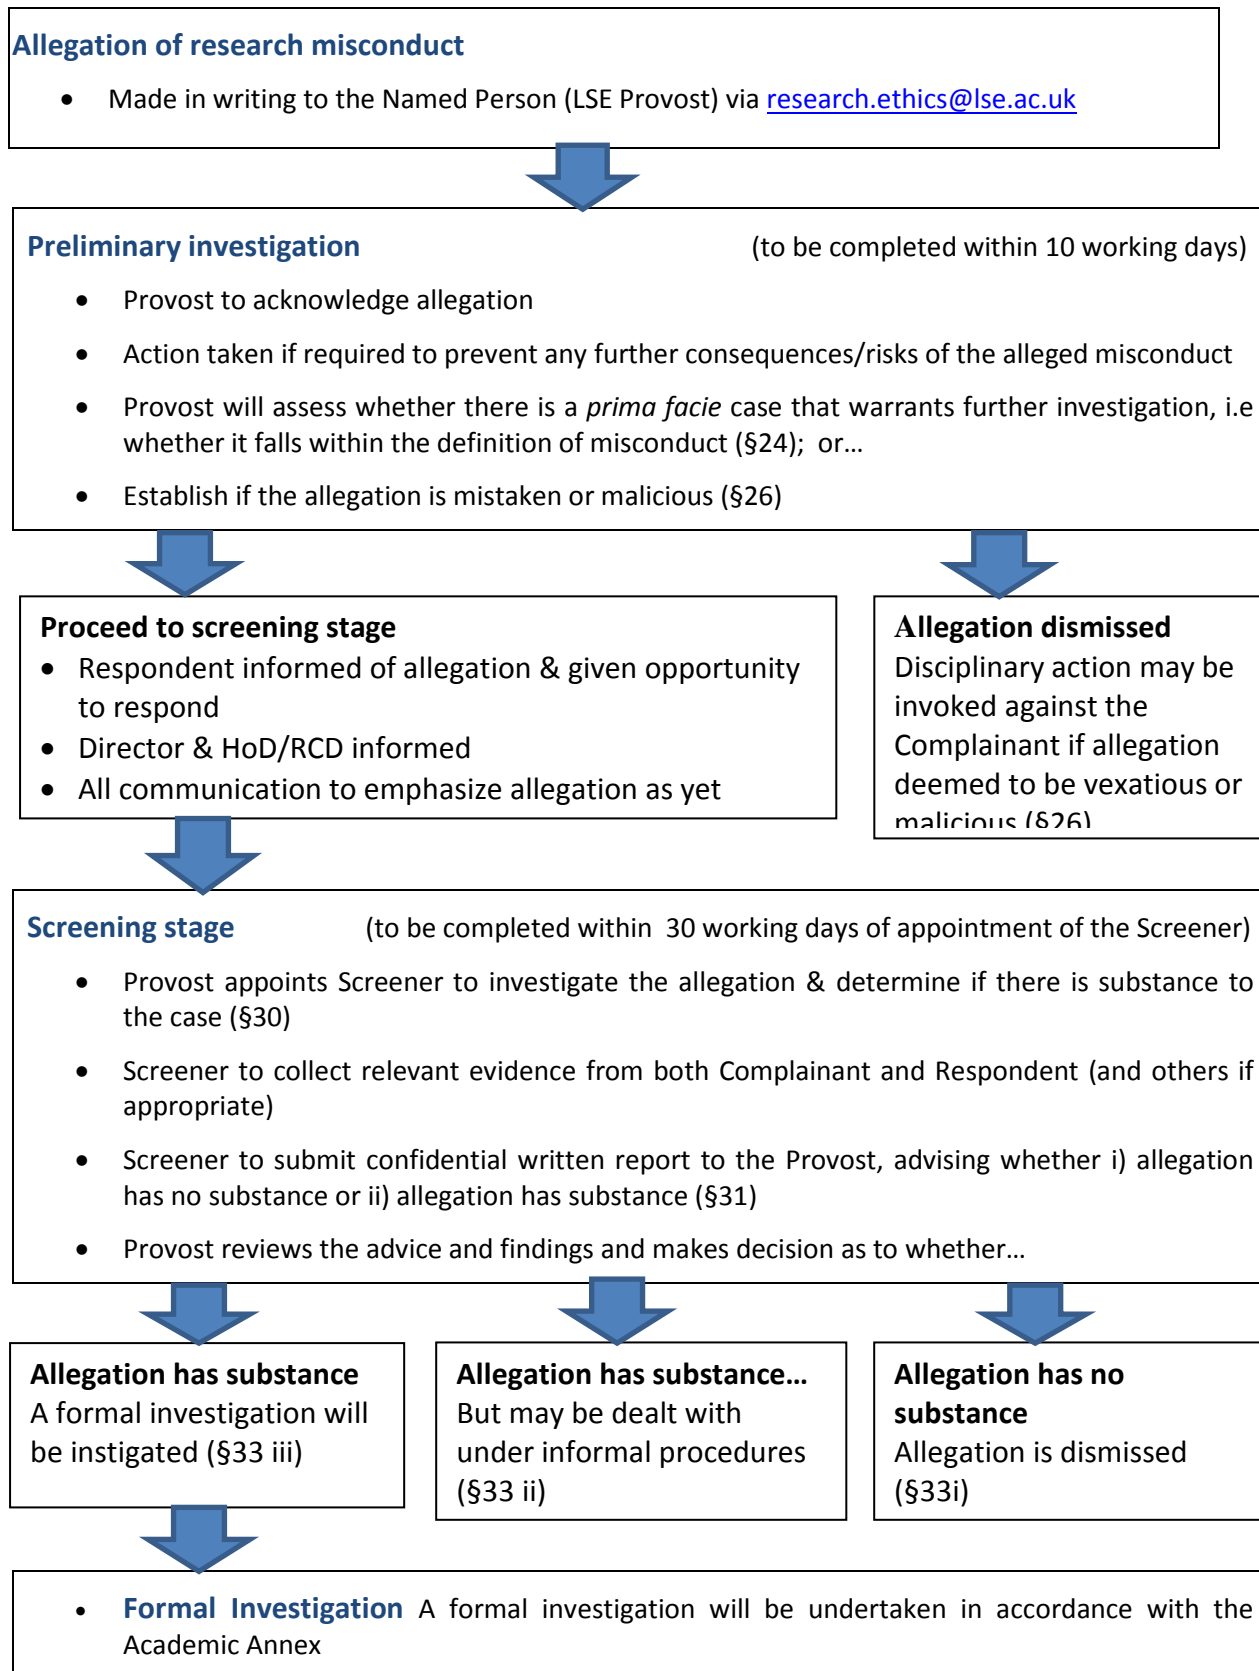 Allegation of research misconduct
• Made in writing to the Named Person (LSE Provost) via research.ethics@lse.ac.uk
Preliminary investigation (to be completed within 10 working days)
• Provost to acknowledge allegation
• Action taken if required to prevent any further consequences/risks of the alleged misconduct
• Provost will assess whether there is a prima facie case that warrants further investigation, i.e
whether it falls within the definition of misconduct (§24); or…
• Establish if the allegation is mistaken or malicious (§26)
Proceed to screening stage
• Respondent informed of allegation & given opportunity
to respond
• Director & HoD/RCD informed
• All communication to emphasize allegation as yet
Allegation dismissed
Disciplinary action may be
invoked against the
Complainant if allegation
deemed to be vexatious or
malicious (§26)
Screening stage (to be completed within 30 working days of appointment of the Screener)
• Provost appoints Screener to investigate the allegation & determine if there is substance to
the case (§30)
• Screener to collect relevant evidence from both Complainant and Respondent (and others if
appropriate)
• Screener to submit confidential written report to the Provost, advising whether i) allegation
has no substance or ii) allegation has substance (§31)
• Provost reviews the advice and findings and makes decision as to whether…
Allegation has substance
A formal investigation will
be instigated (§33 iii)
Allegation has substance…
But may be dealt with
under informal procedures
(§33 ii)
Allegation has no
substance
Allegation is dismissed
(§33i)
• Formal Investigation A formal investigation will be undertaken in accordance with the
Academic Annex